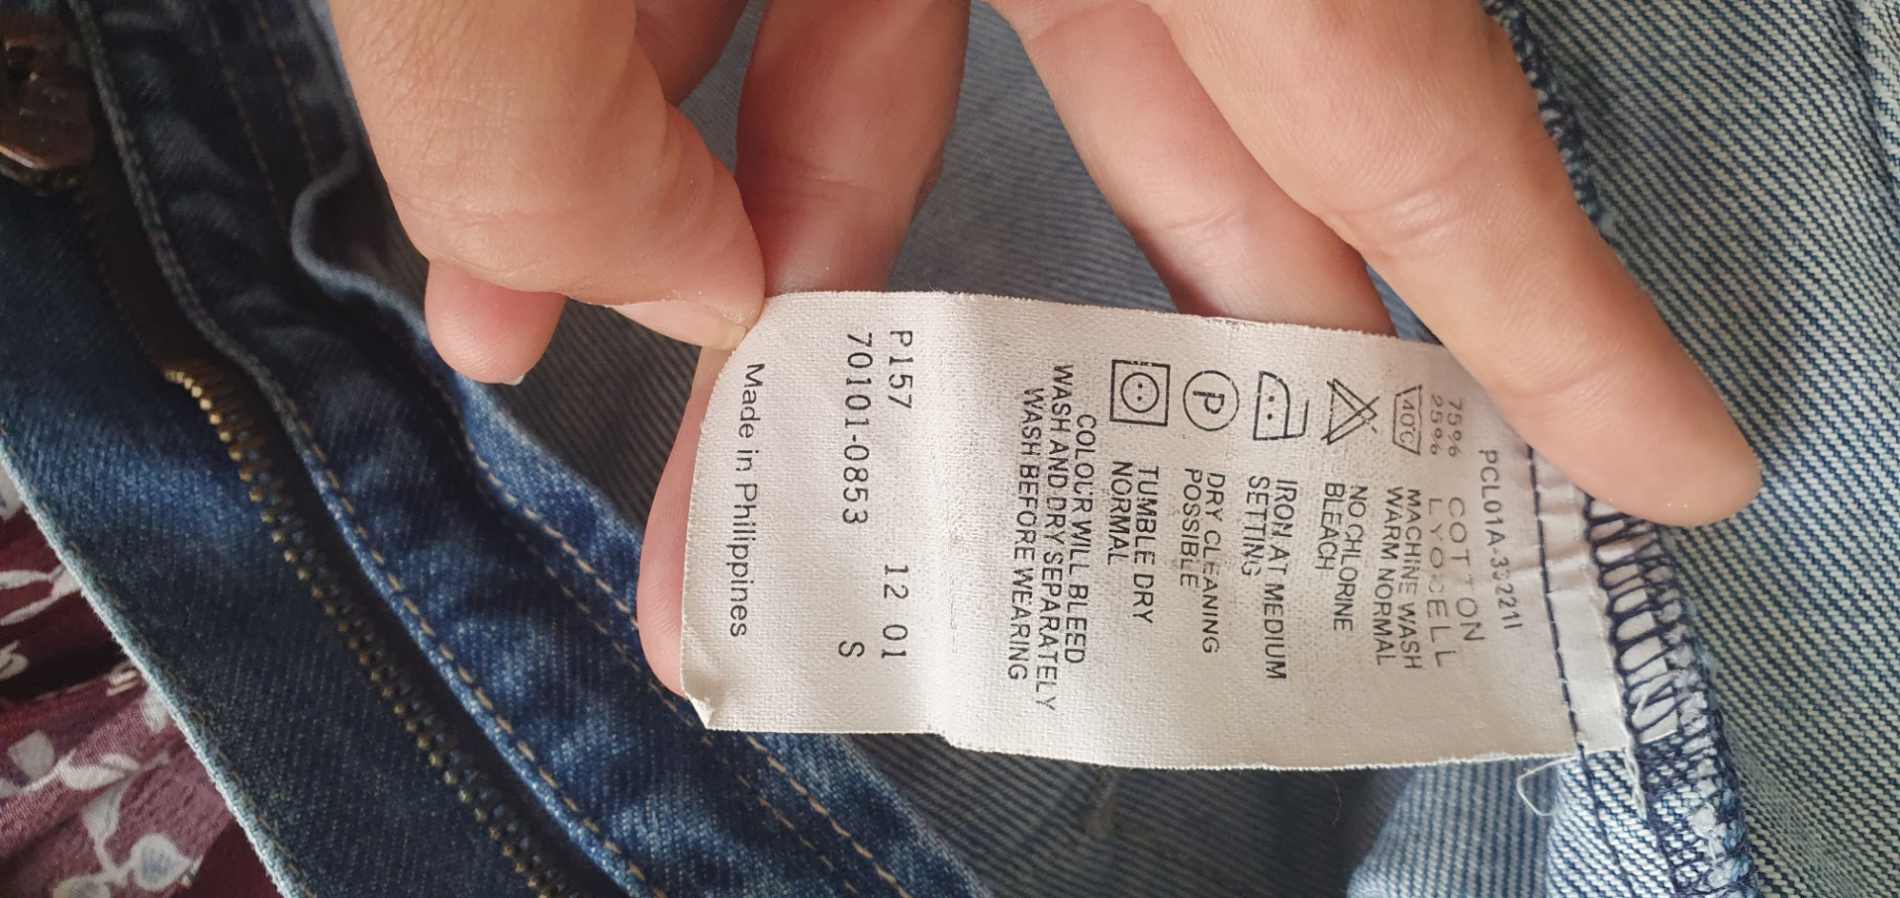 PCL01A-33221I
75% COTTON
25% LYOCELL
40°C
MACHINE WASH
WARM NORMAL
NO CHLORINE
BLEACH
IRON AT MEDIUM
SETTING
P
DRY CLEANING
POSSIBLE
TUMBLE DRY
NORMAL
COLOUR WILL BLEED
WASH AND DRY SEPARATELY
WASH BEFORE WEARING
P157 12 01
70101-0853 S
Made in Philippines